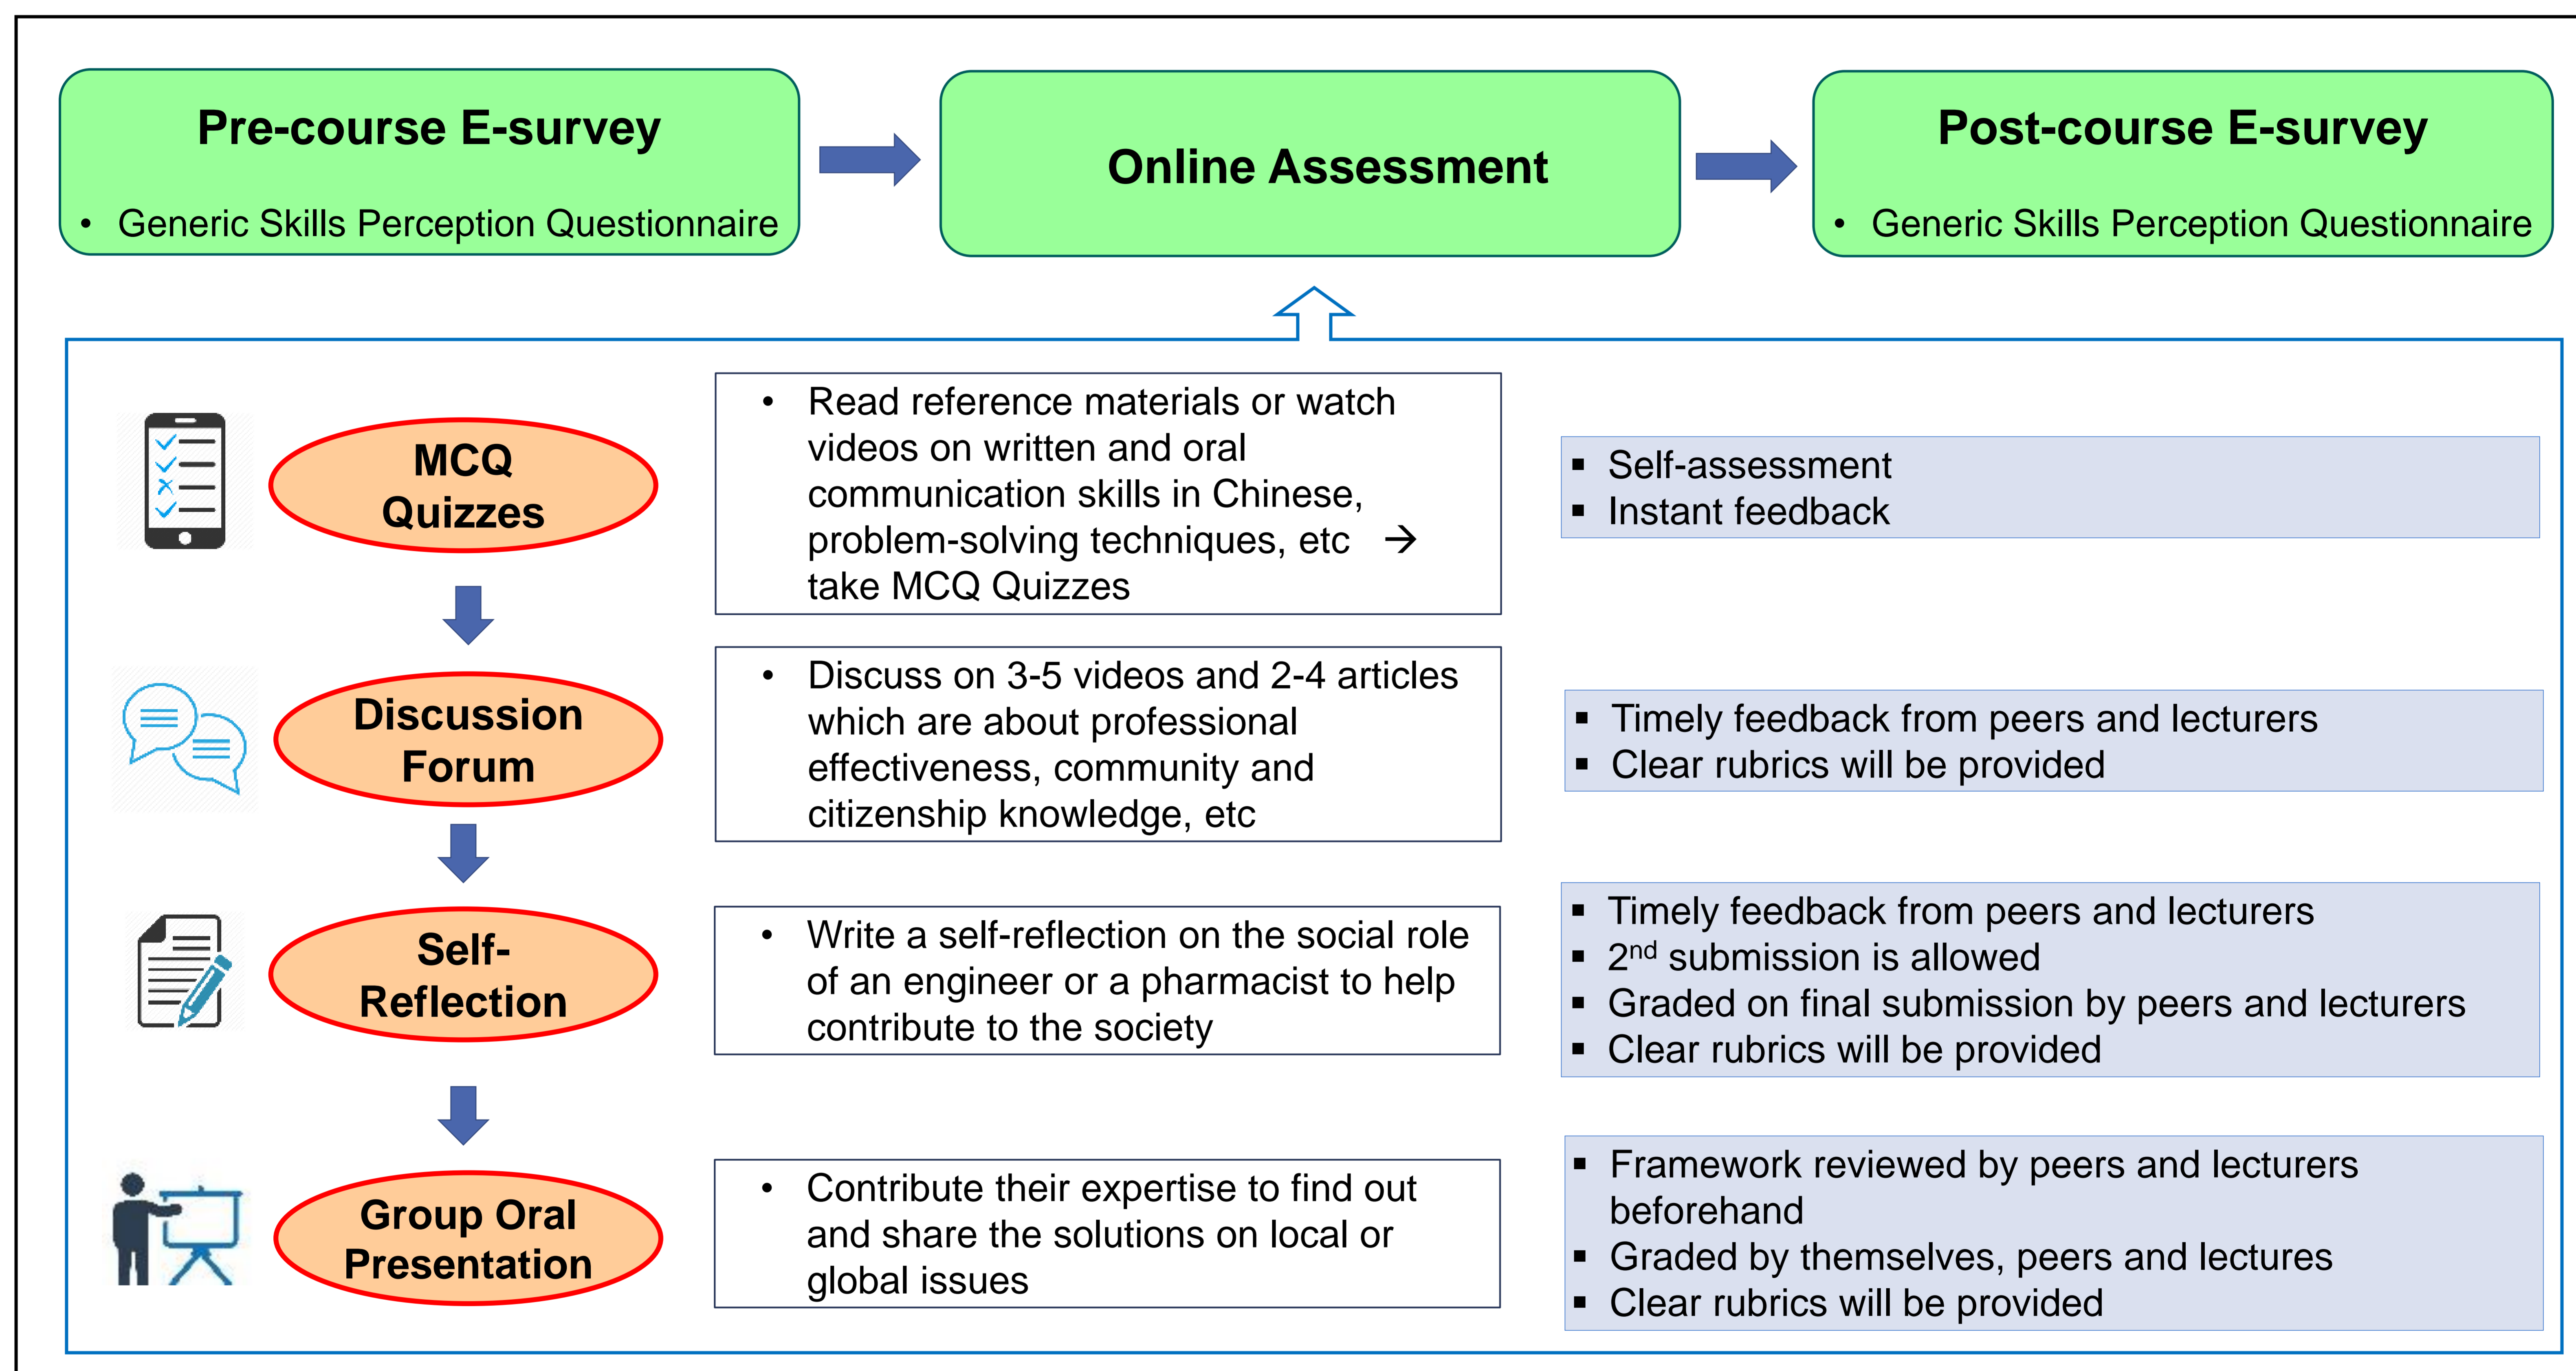 Pre-course E-survey
• Generic Skills Perception Questionnaire
Online Assessment
Post-course E-survey
• Generic Skills Perception Questionnaire
MCQ
Quizzes
• Read reference materials or watch
videos on written and oral
communication skills in Chinese,
problem-solving techniques, etc →
take MCQ Quizzes
▪ Self-assessment
▪ Instant feedback
Discussion
Forum
• Discuss on 3-5 videos and 2-4 articles
which are about professional
effectiveness, community and
citizenship knowledge, etc
▪ Timely feedback from peers and lecturers
▪ Clear rubrics will be provided
Self-
Reflection
• Write a self-reflection on the social role
of an engineer or a pharmacist to help
contribute to the society
▪ Timely feedback from peers and lecturers
▪ 2nd submission is allowed
▪ Graded on final submission by peers and lecturers
▪ Clear rubrics will be provided
Group Oral
Presentation
• Contribute their expertise to find out
and share the solutions on local or
global issues
▪ Framework reviewed by peers and lecturers
beforehand
▪ Graded by themselves, peers and lectures
▪ Clear rubrics will be provided